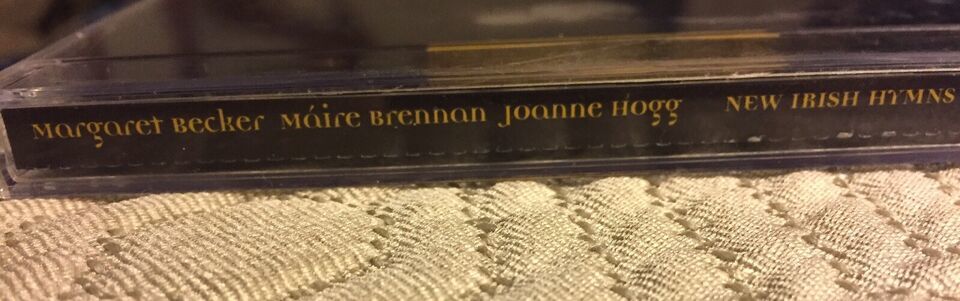 Margaret Becker Máire Brennan Joanne Hogg NEW IRISH HYMNS